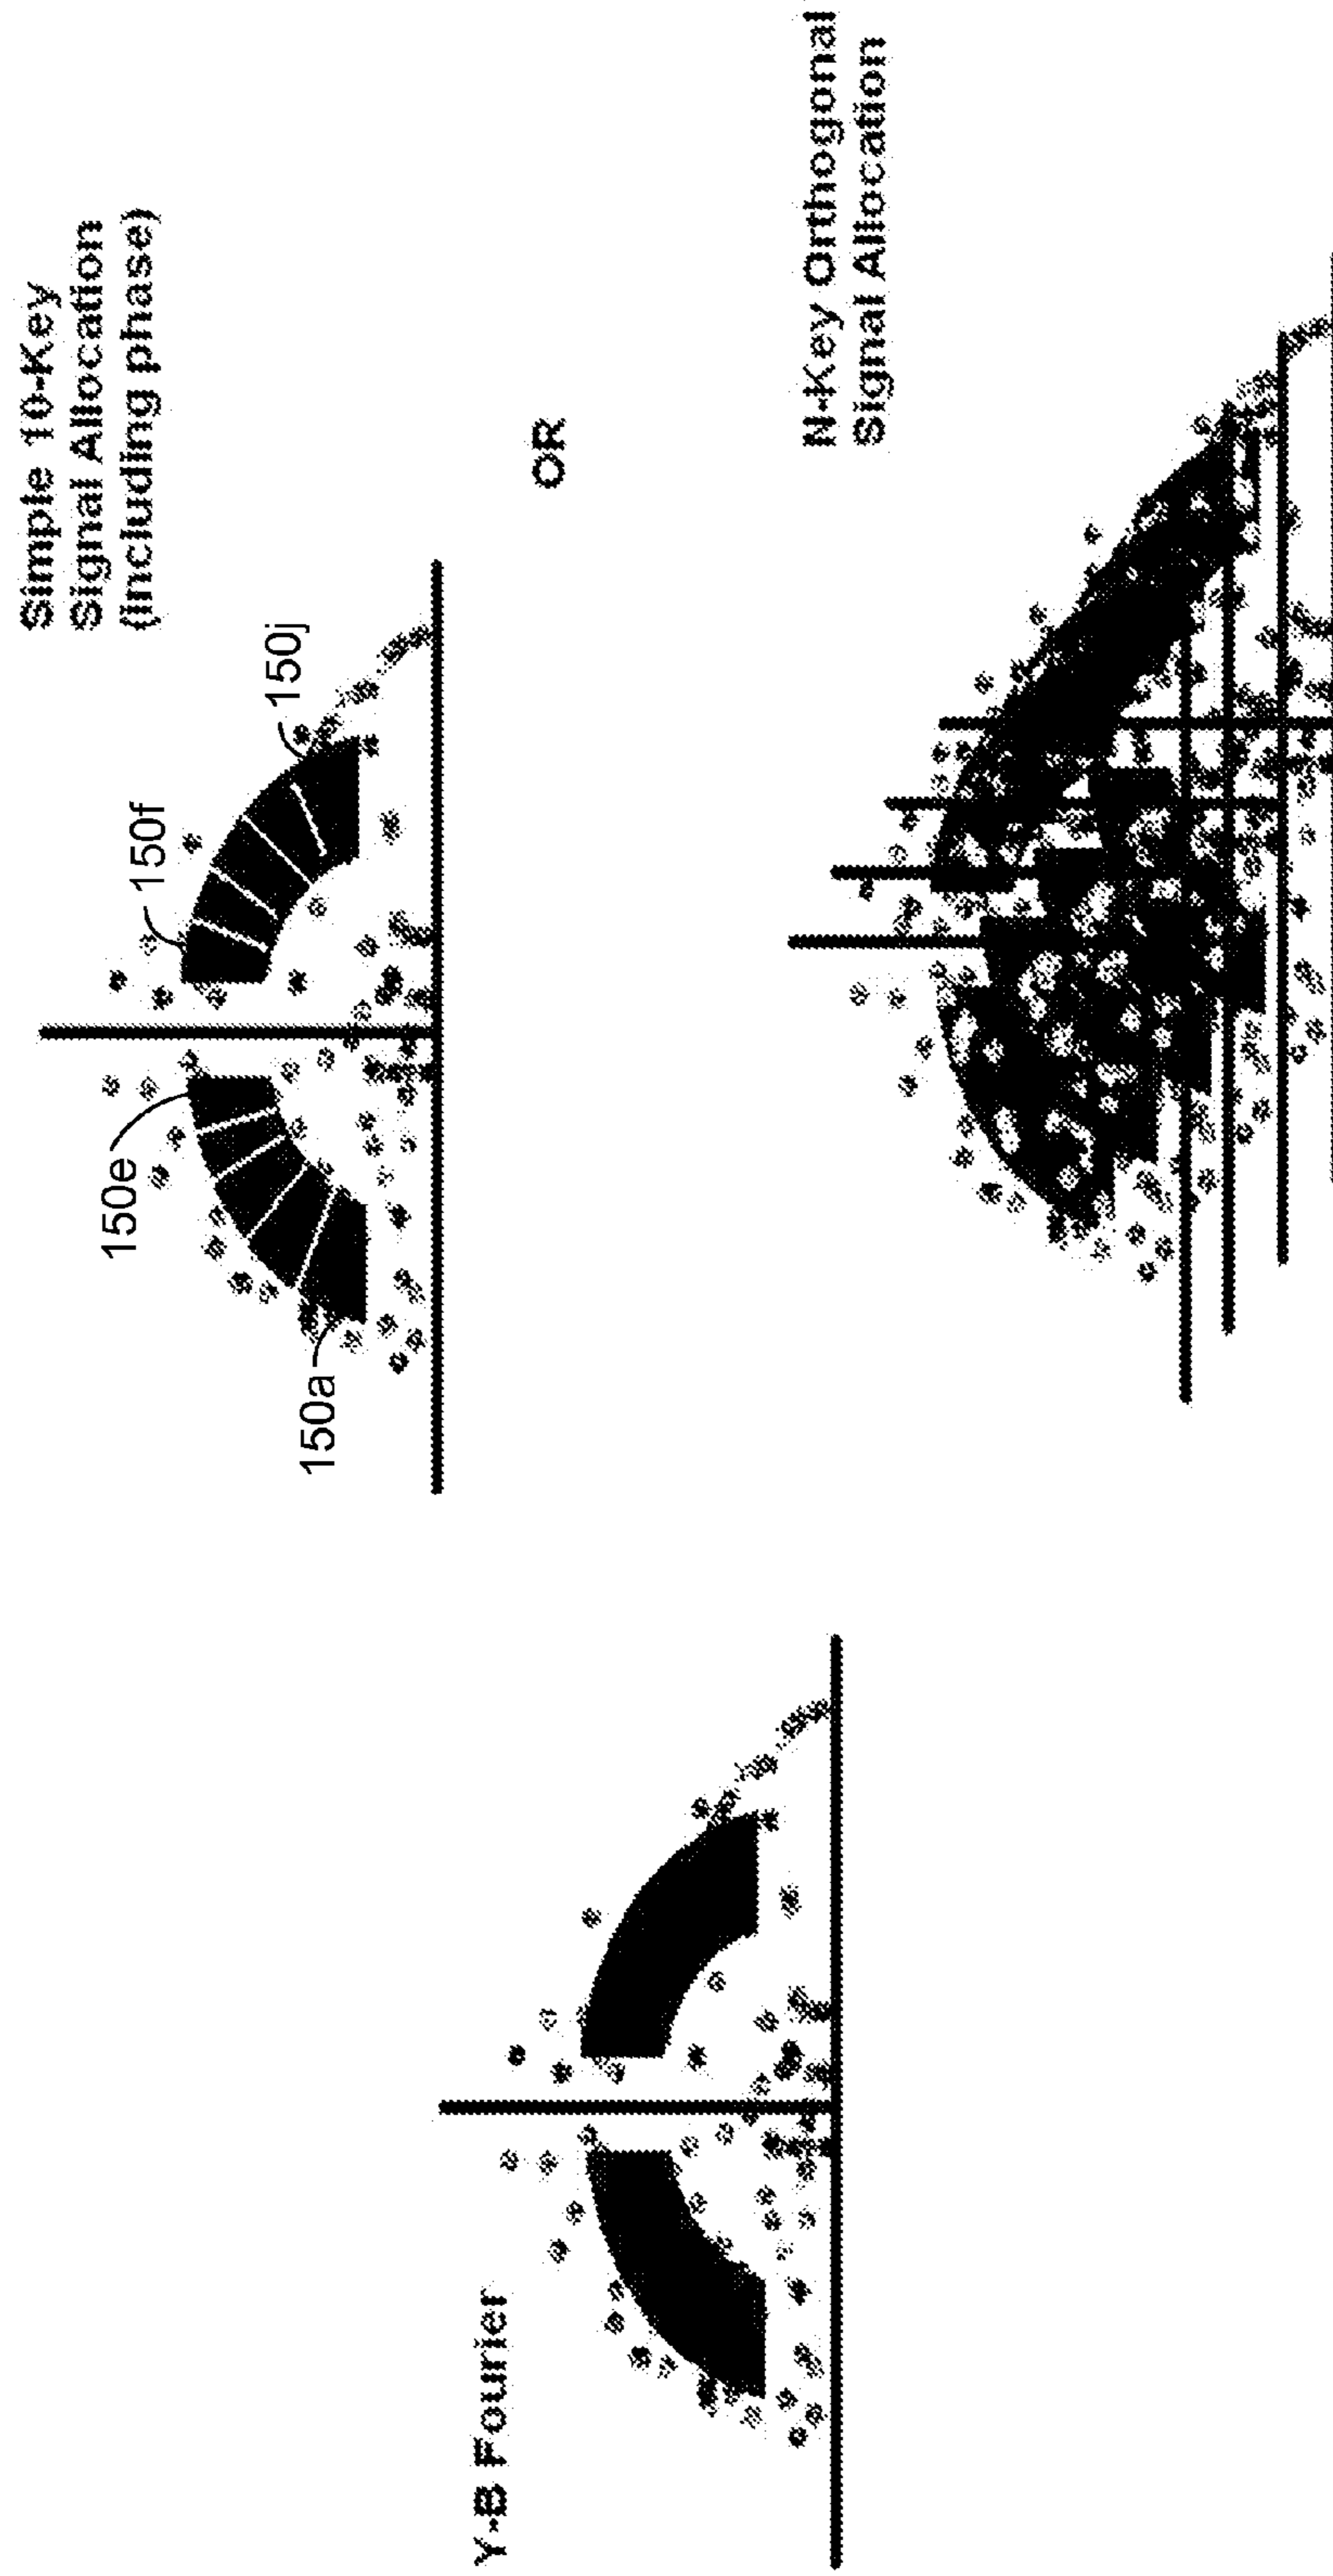 Y-B Fourier
Simple 10-Key
Signal Allocation
(including phase)
150e
150f
150j
150a
OR
N-Key Orthogonal
Signal Allocation